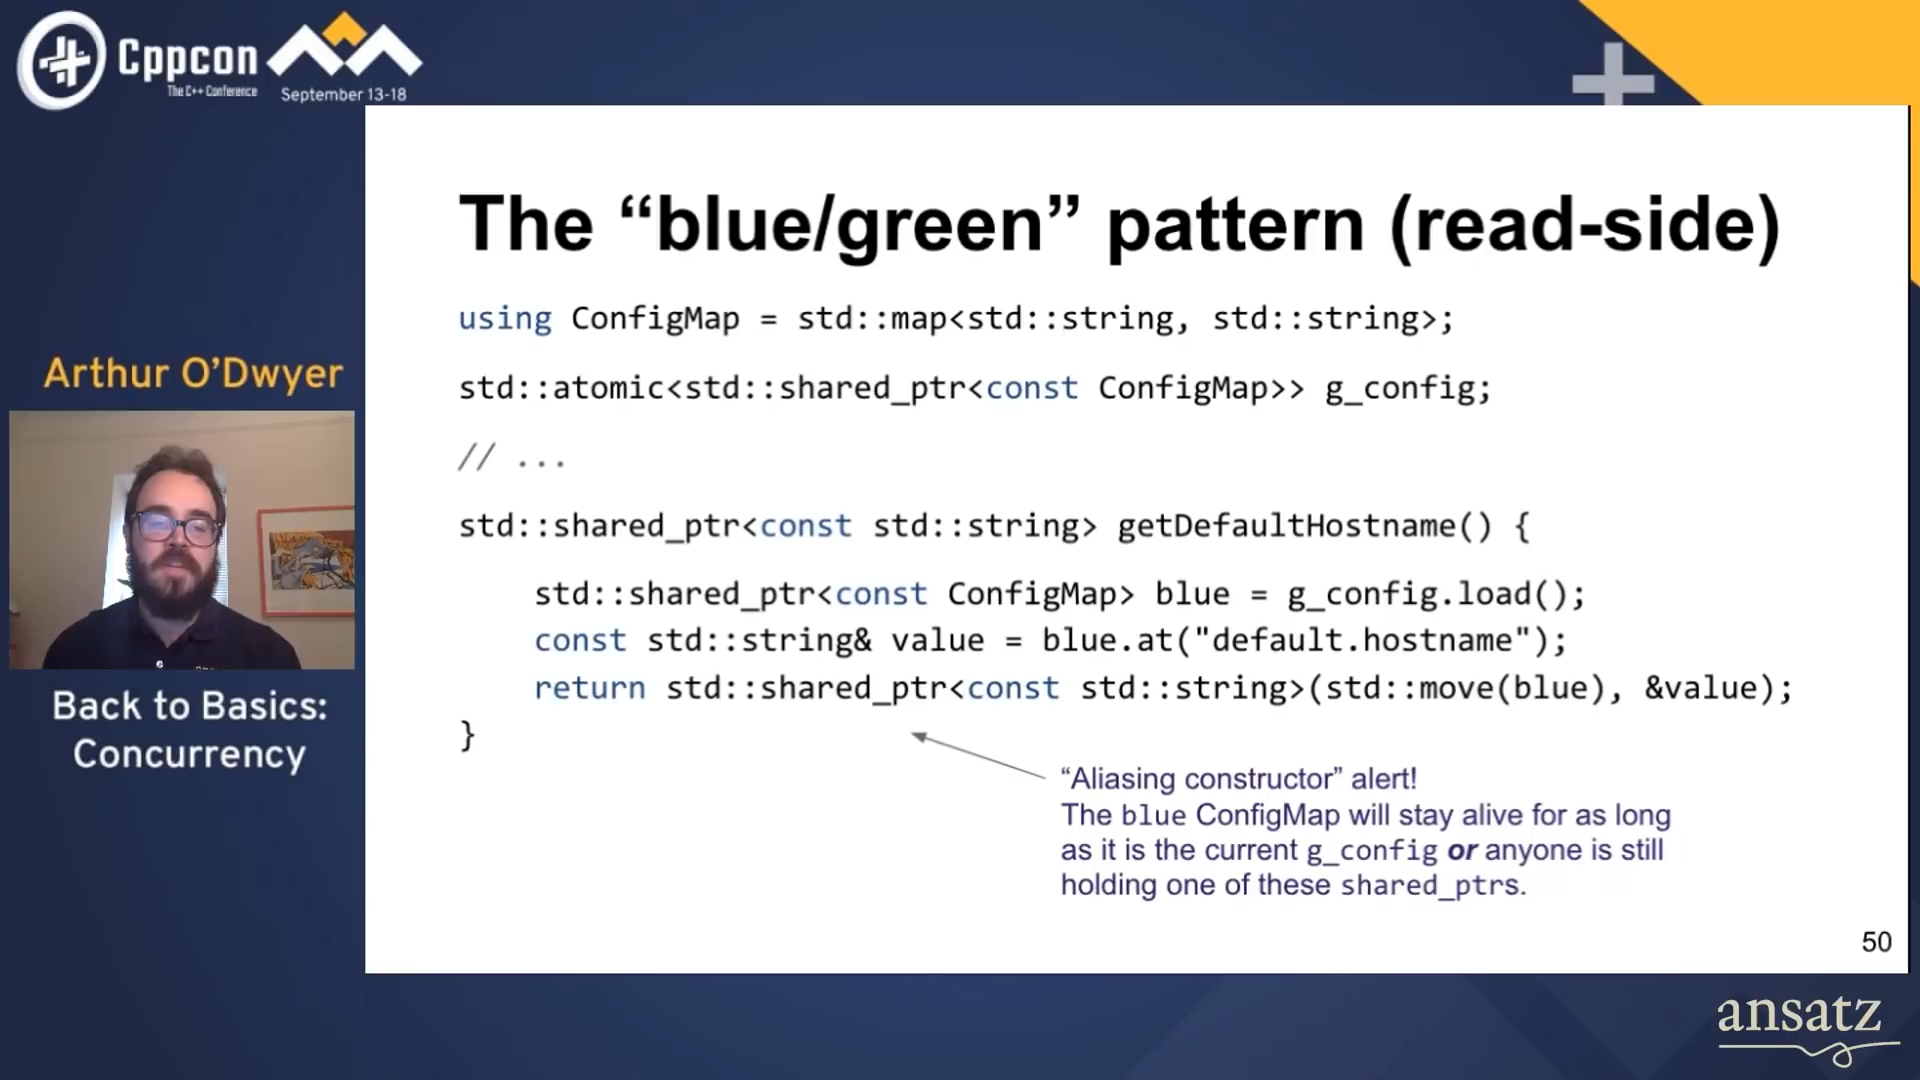 Cppcon
The C++ Conference
September 13-18
Arthur O'Dwyer
Back to Basics:
Concurrency
The “blue/green” pattern (read-side)
using ConfigMap = std::map<std::string, std::string>;
std::atomic<std::shared_ptr<const ConfigMap>> g_config;
// ...
std::shared_ptr<const std::string> getDefaultHostname() {
    std::shared_ptr<const ConfigMap> blue = g_config.load();
    const std::string& value = blue.at("default.hostname");
    return std::shared_ptr<const std::string>(std::move(blue), &value);
}
“Aliasing constructor” alert!
The blue ConfigMap will stay alive for as long
as it is the current g_config or anyone is still
holding one of these shared_ptrs.
50
ansatz